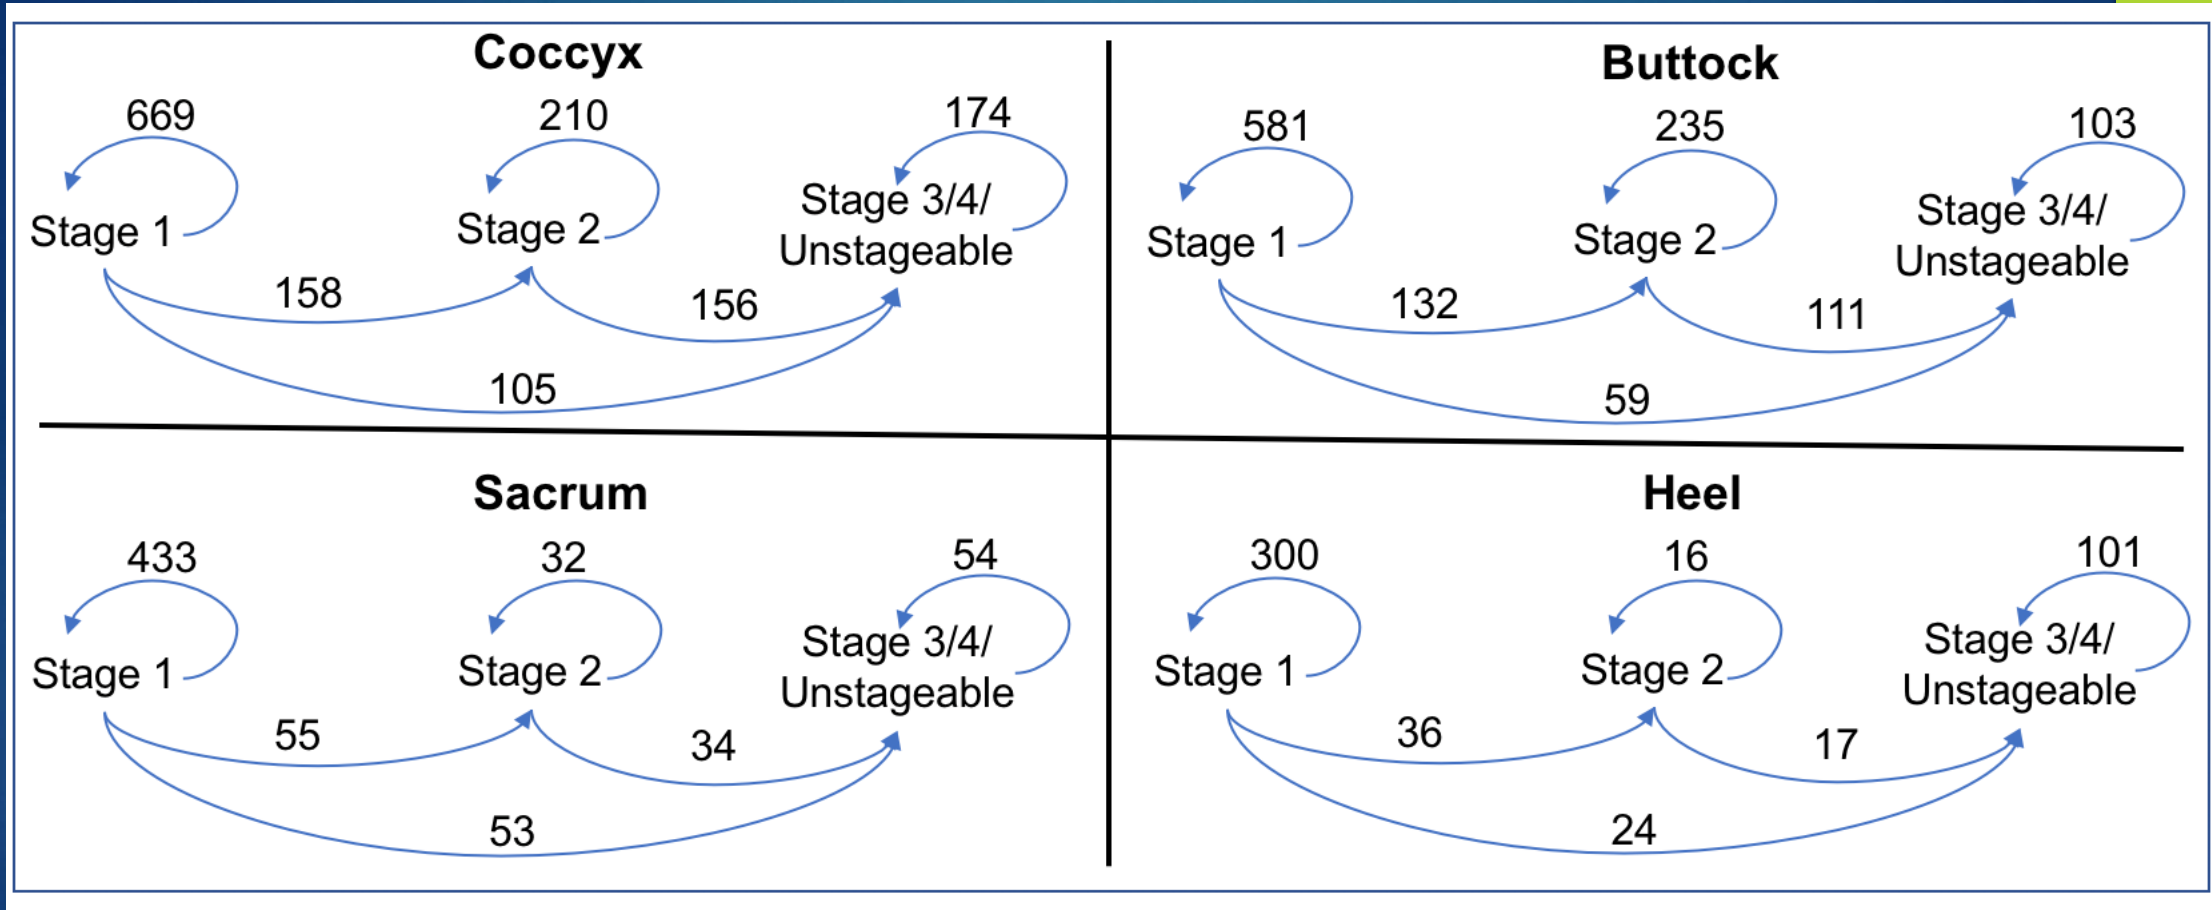 Coccyx
669
210
174
Stage 1
Stage 2
Stage 3/4/
Unstageable
158
156
105
Buttock
581
235
103
Stage 1
Stage 2
Stage 3/4/
Unstageable
132
111
59
Sacrum
433
32
54
Stage 1
Stage 2
Stage 3/4/
Unstageable
55
34
53
Heel
300
16
101
Stage 1
Stage 2
Stage 3/4/
Unstageable
36
17
24